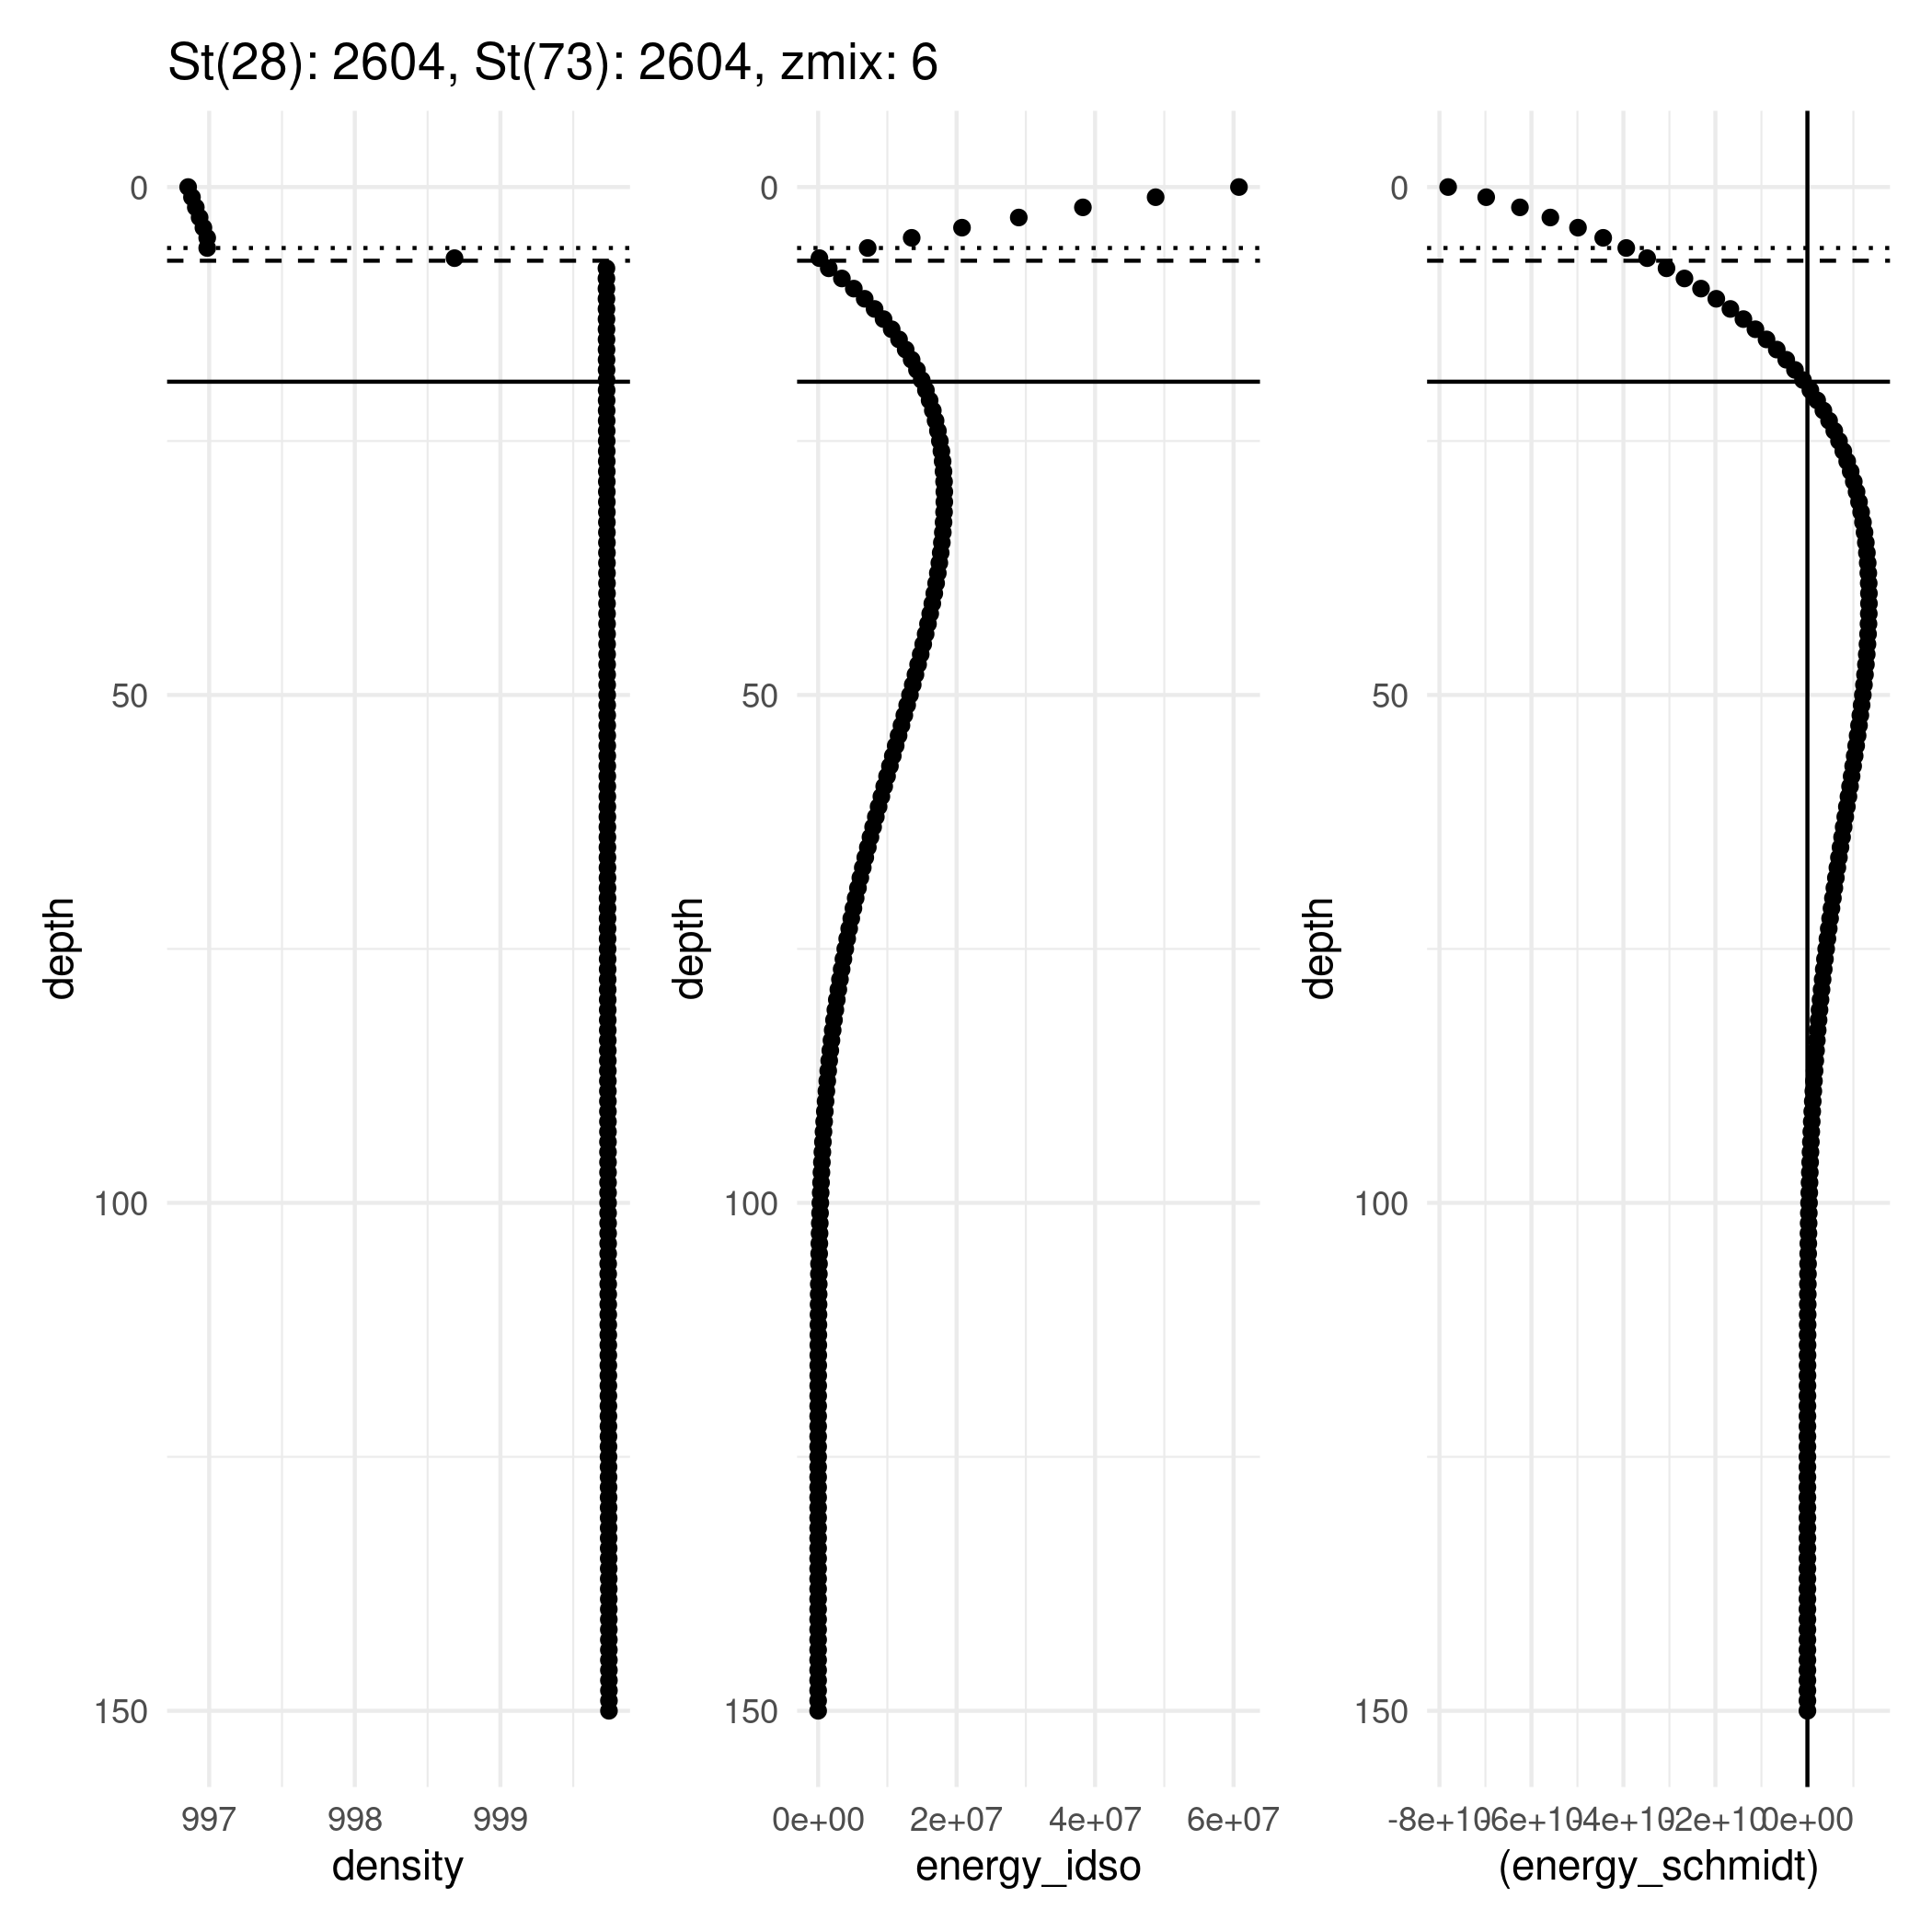 St(28): 2604, St(73): 2604, zmix: 6
0
50
100
150
depth
997
998
999
density
0
50
100
150
depth
0e+00
2e+07
4e+07
6e+07
energy_idso
0
50
100
150
depth
-8e+10
-6e+10
-4e+10
-2e+10
0e+00
(energy_schmidt)